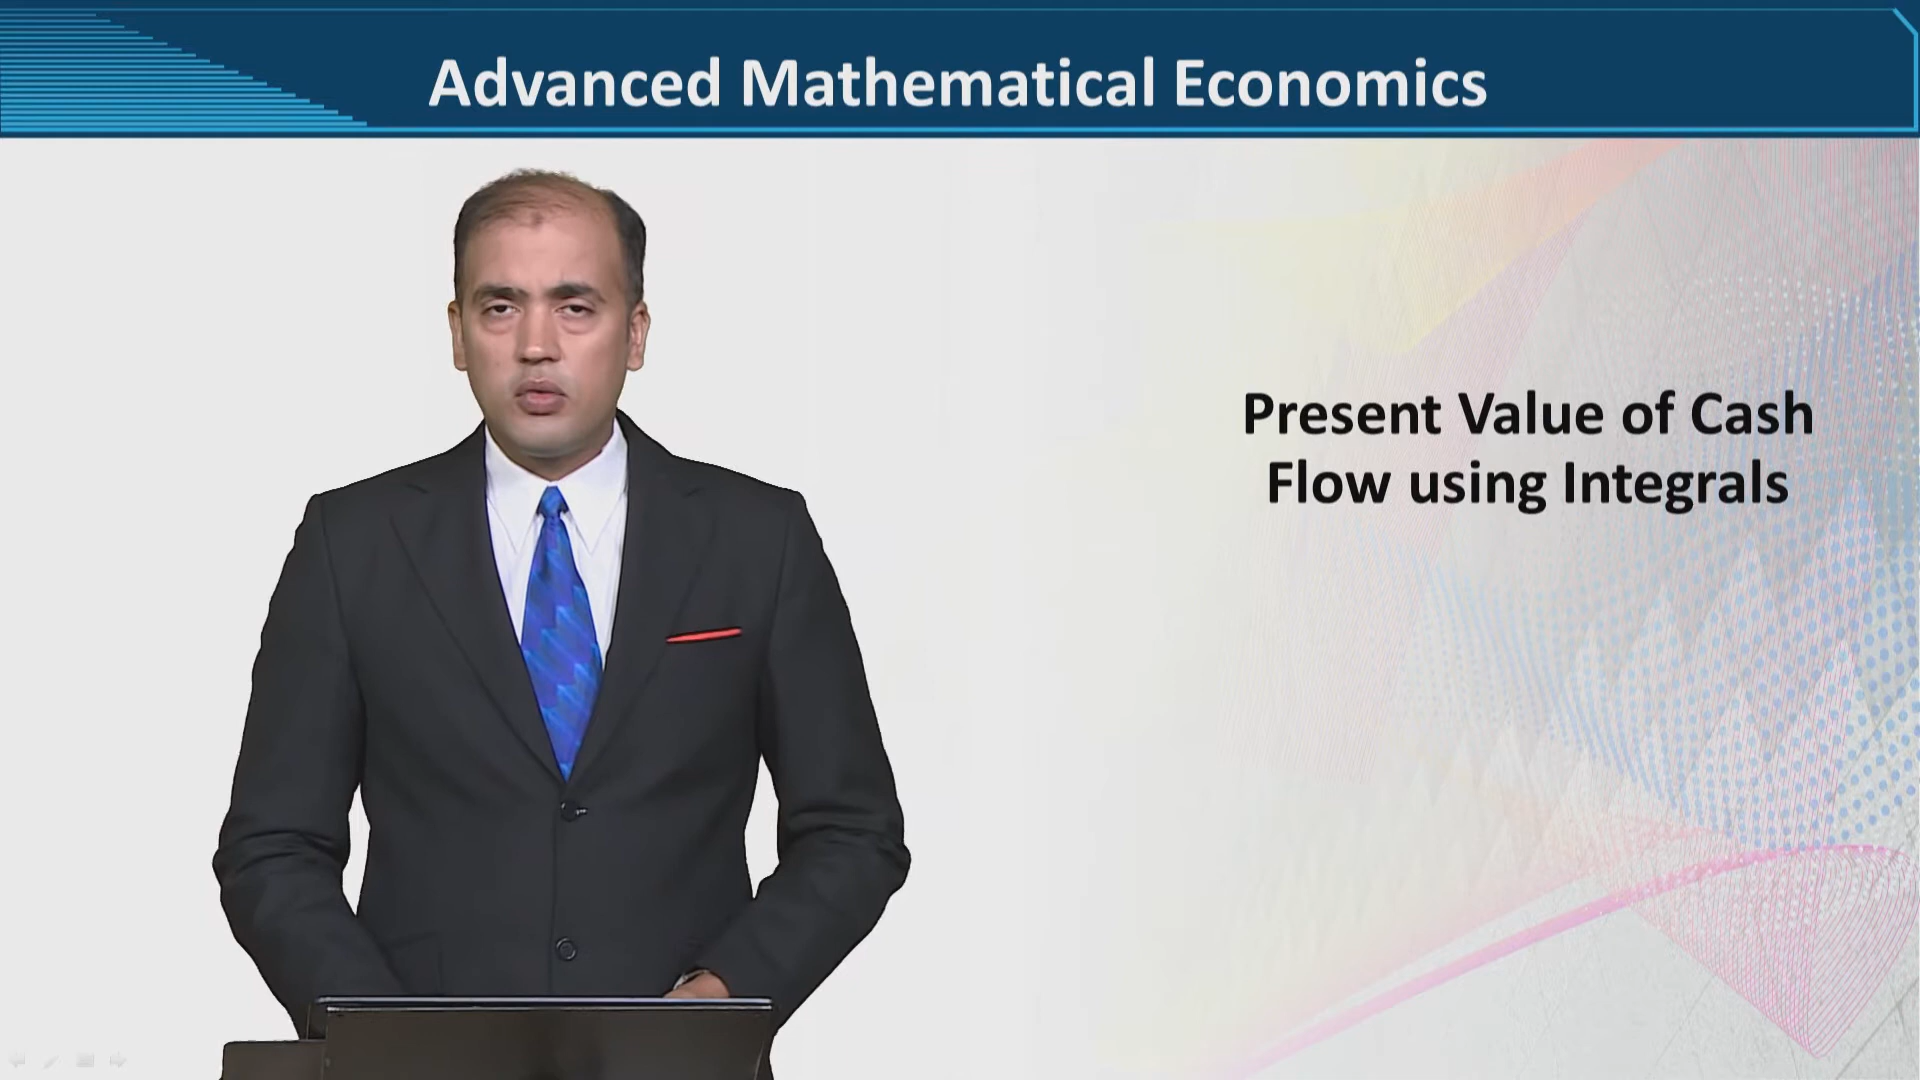 Advanced Mathematical Economics
Present Value of Cash
Flow using Integrals